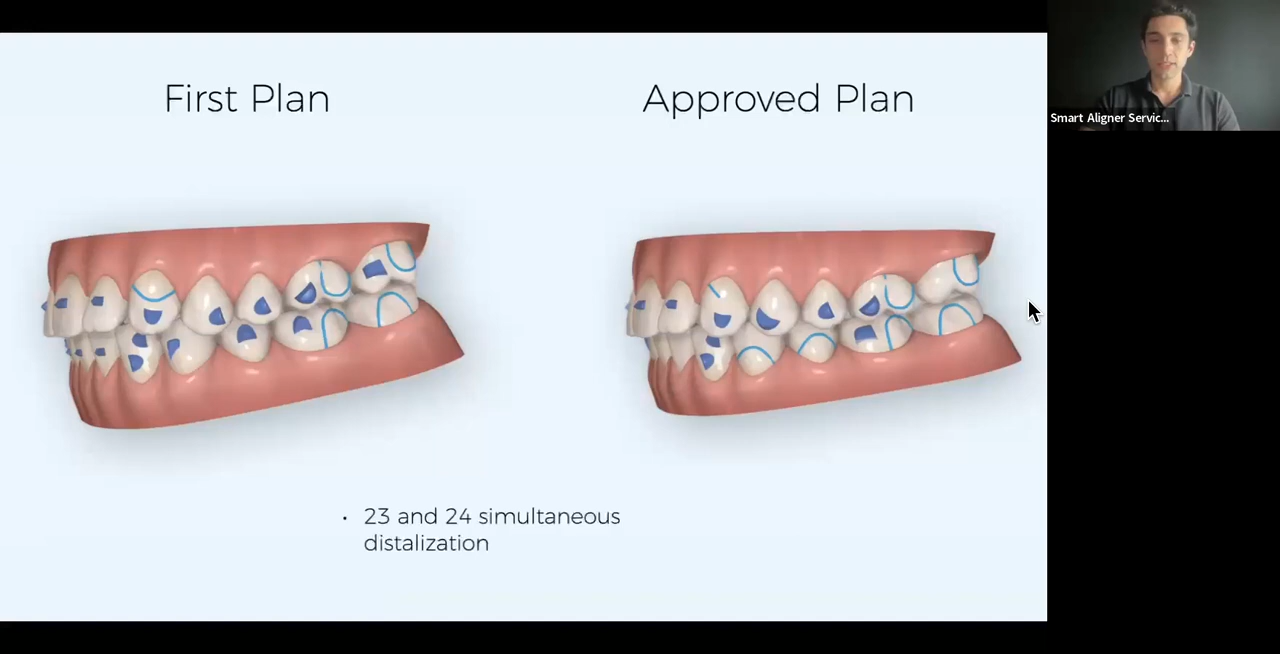 First Plan
Approved Plan
Smart Aligner Servic...
• 23 and 24 simultaneous
distalization